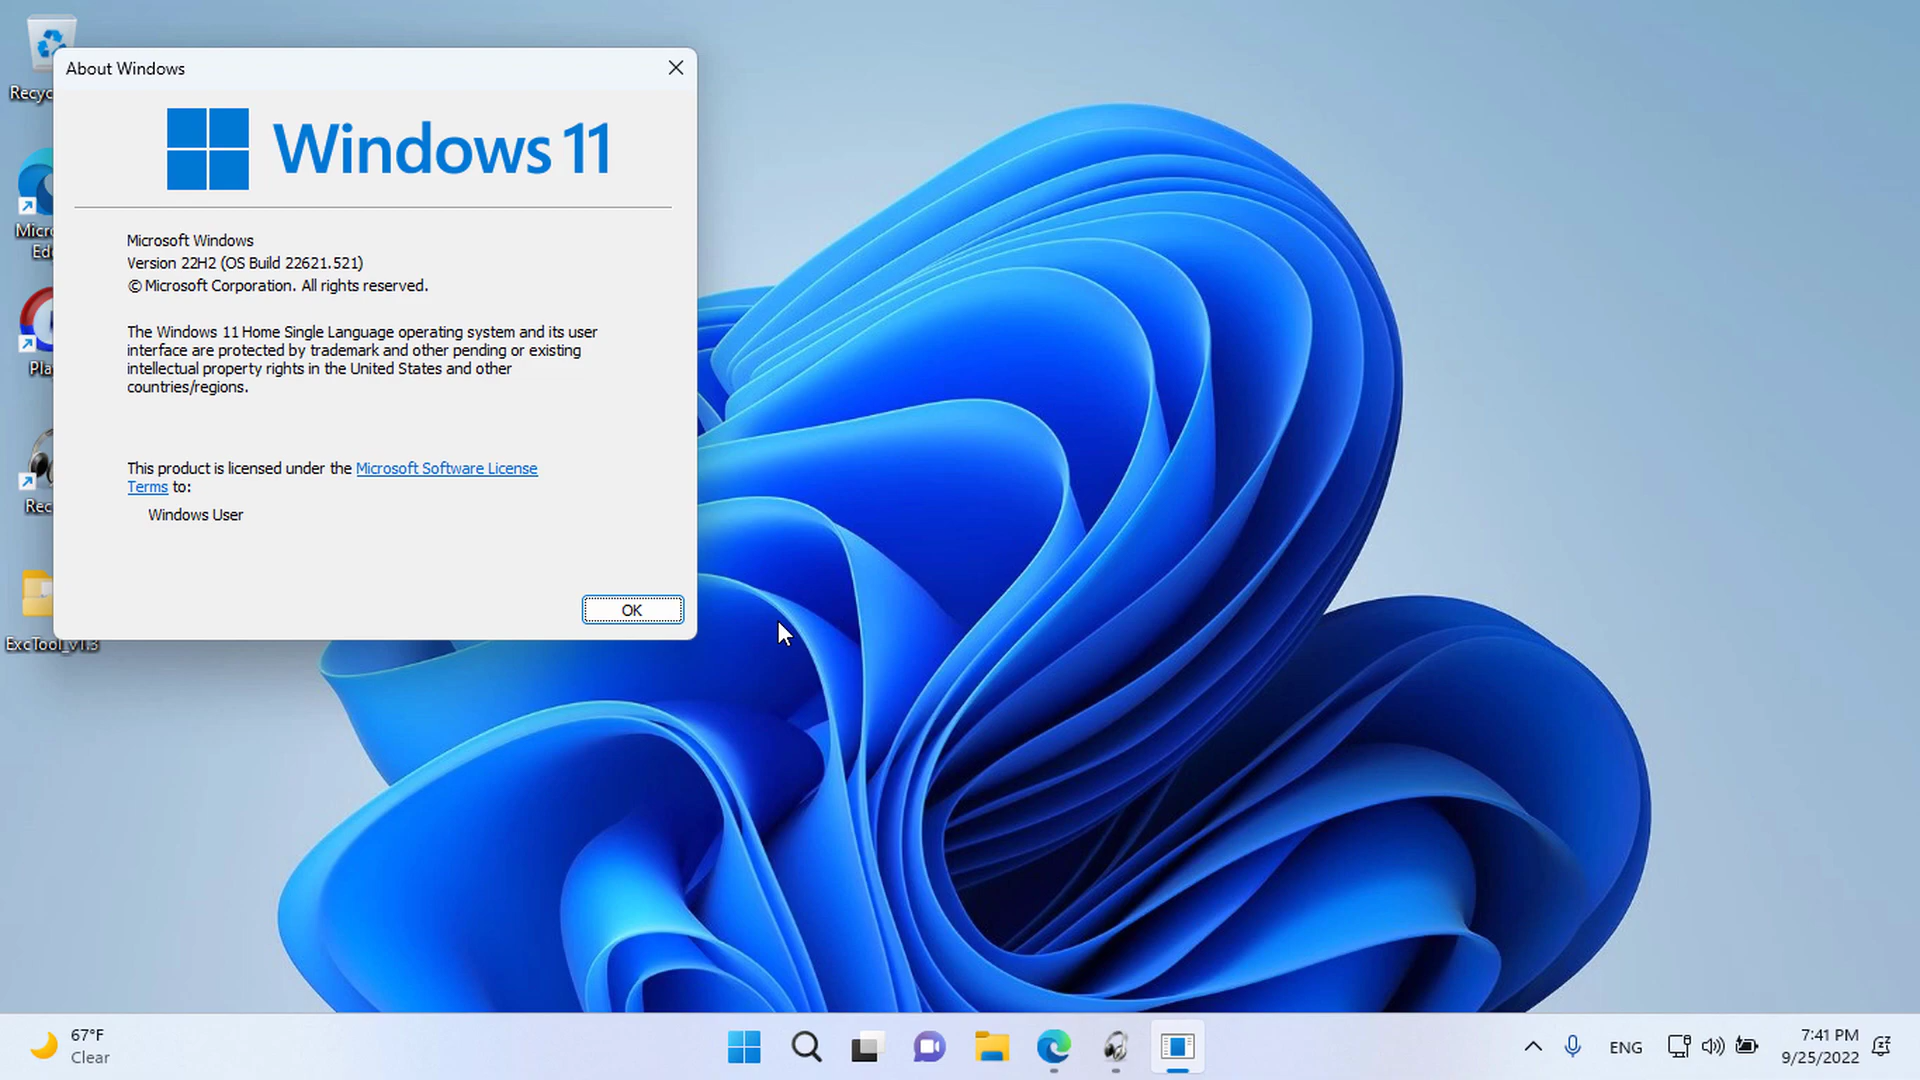 About Windows
Windows 11
Microsoft Windows
Version 22H2 (OS Build 22621.521)
© Microsoft Corporation. All rights reserved.
The Windows 11 Home Single Language operating system and its user
interface are protected by trademark and other pending or existing
intellectual property rights in the United States and other
countries/regions.
This product is licensed under the Microsoft Software License
Terms to:
Windows User
OK
Recyc
Micro
Ed
Pla
Rec
ExcTool_v1.3
67°F
Clear
ENG
7:41 PM
9/25/2022